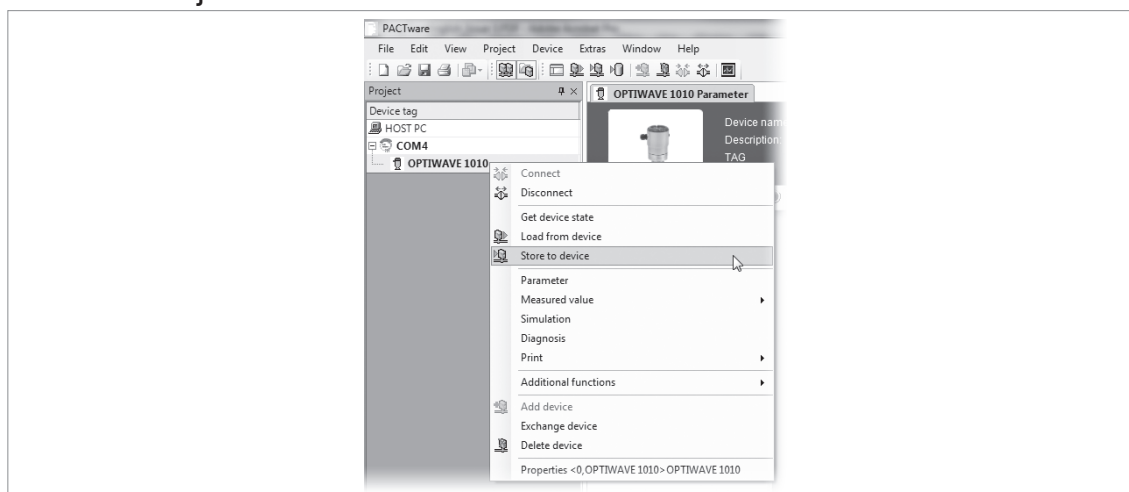 PACTware
File Edit View Project Device Extras Window Help
Project
OPTIWAVE 1010 Parameter
Device tag
HOST PC
COM4
OPTIWAVE 1010
Device
Description:
TAG
Connect
Disconnect
Get device state
Load from device
Store to device
Parameter
Measured value
Simulation
Diagnosis
Print
Additional functions
Add device
Exchange device
Delete device
Properties <0,OPTIWAVE 1010> OPTIWAVE 1010